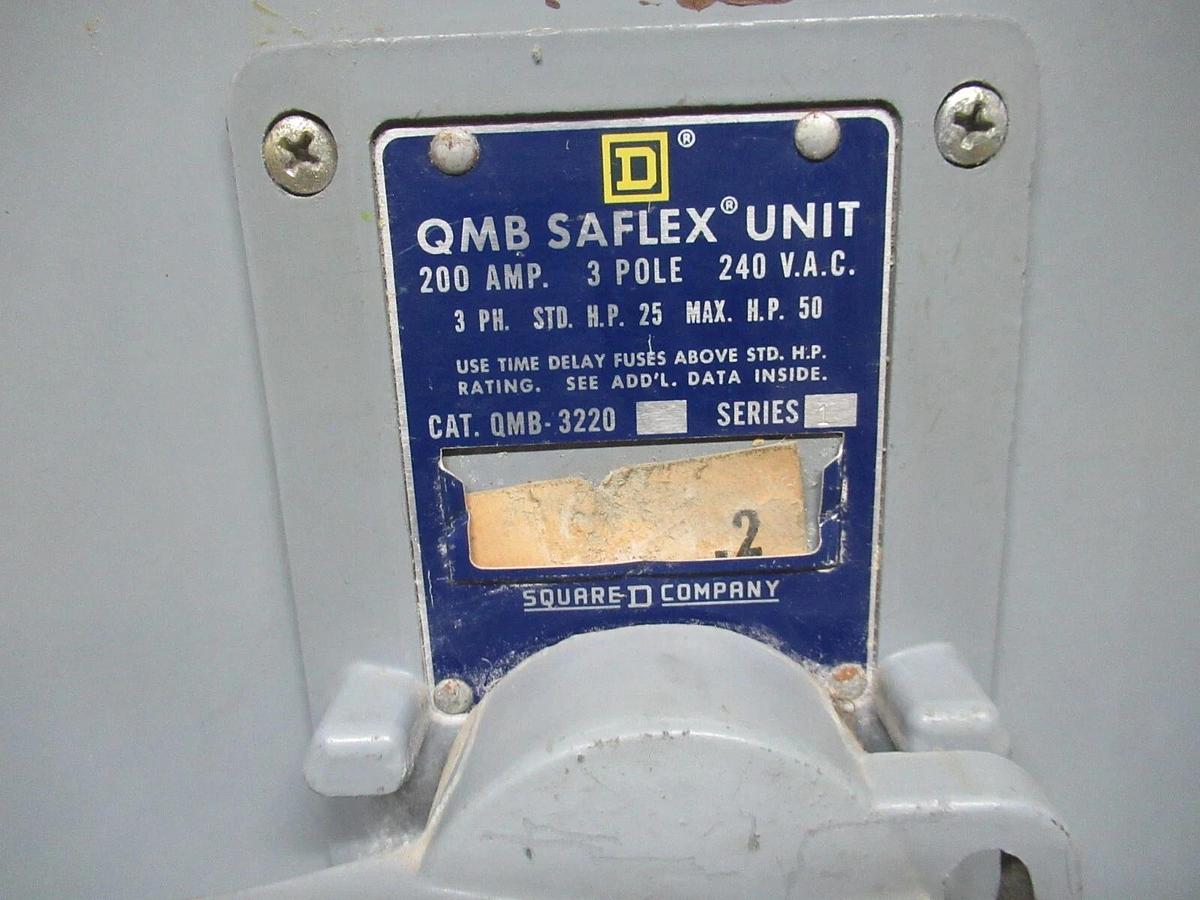 D ®
QMB SAFLEX® UNIT
200 AMP. 3 POLE 240 V.A.C.
3 PH. STD. H.P. 25 MAX. H.P. 50
USE TIME DELAY FUSES ABOVE STD. H.P.
RATING. SEE ADD'L. DATA INSIDE.
CAT. QMB-3220 SERIES 1
.2
SQUARE D COMPANY